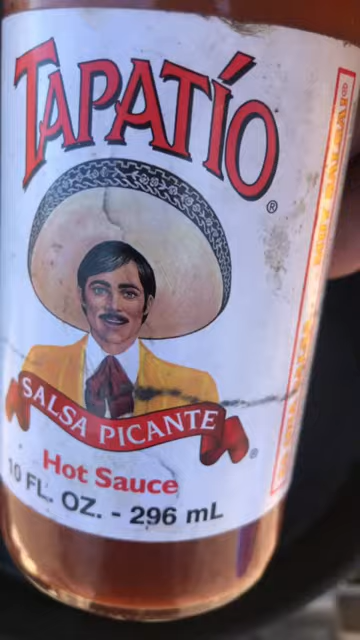 TAPATÍO
®
SALSA PICANTE
®
Hot Sauce
10 FL. OZ. - 296 mL